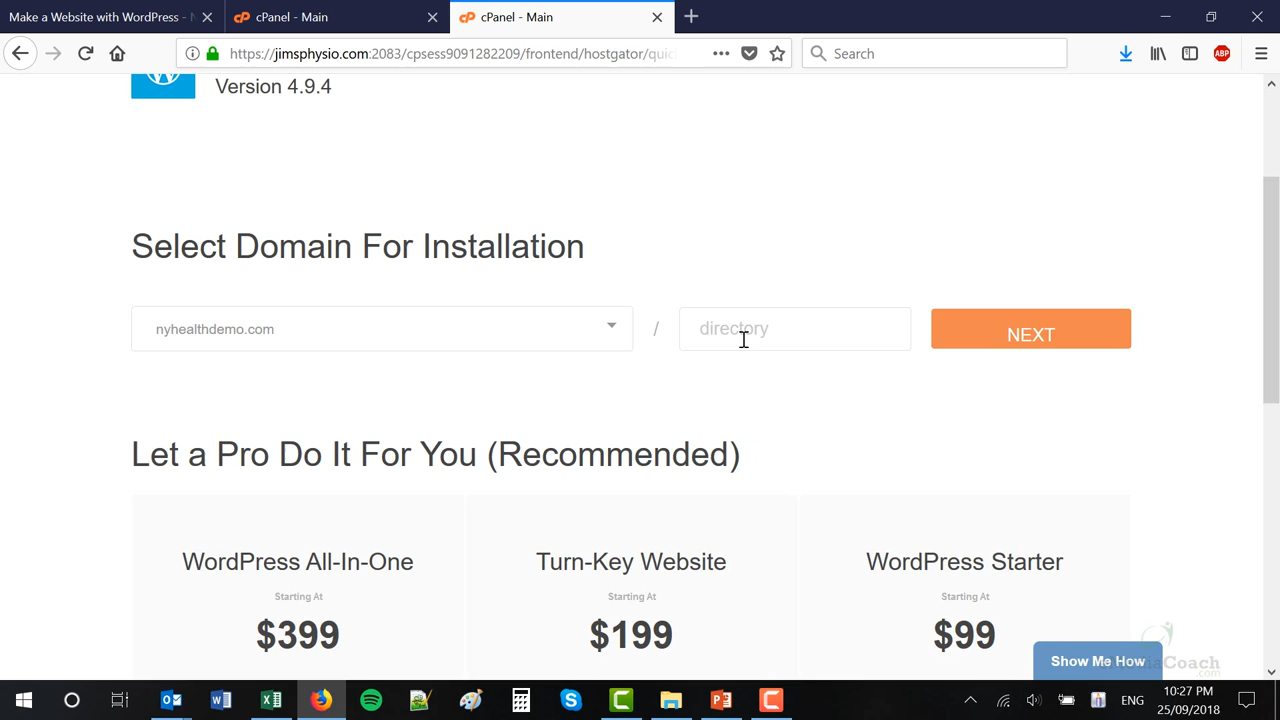 Make a Website with WordPress -
cPanel - Main
cPanel - Main
https://jimsphysio.com:2083/cpsess9091282209/frontend/hostgator/quic
Search
ABP
Version 4.9.4
Select Domain For Installation
nyhealthdemo.com
/
directory
NEXT
Let a Pro Do It For You (Recommended)
WordPress All-In-One
Starting At
$399
Turn-Key Website
Starting At
$199
WordPress Starter
Starting At
$99
Show Me How
Coach
.com
ENG
10:27 PM
25/09/2018